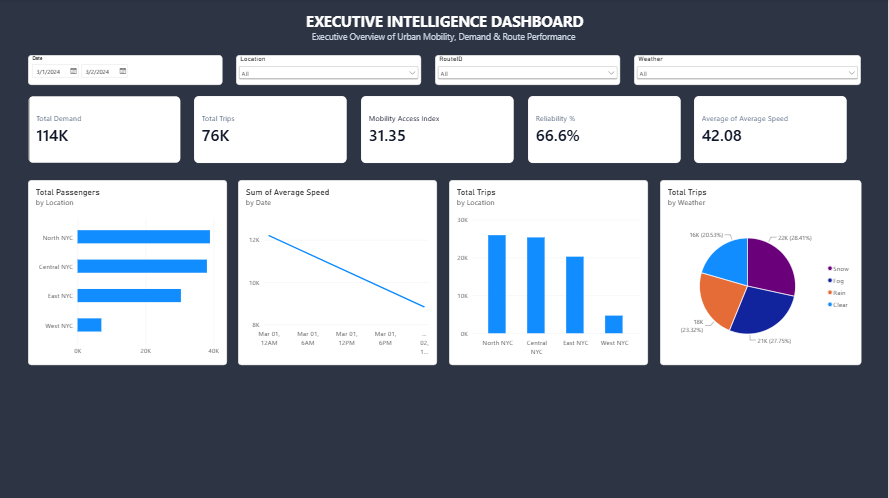 EXECUTIVE INTELLIGENCE DASHBOARD
Executive Overview of Urban Mobility, Demand & Route Performance
Date
3/1/2024
3/2/2024
Location
All
RouteID
All
Weather
All
Total Demand
114K
Total Trips
76K
Mobility Access Index
31.35
Reliability %
66.6%
Average of Average Speed
42.08
Total Passengers
by Location
North NYC
Central NYC
East NYC
West NYC
0K
20K
40K
Sum of Average Speed
by Date
12K
10K
8K
Mar 01,
12AM
Mar 01,
6AM
Mar 01,
12PM
Mar 01,
6PM
...
02,
1...
Total Trips
by Location
30K
20K
10K
0K
North NYC
Central
NYC
East NYC
West NYC
Total Trips
by Weather
16K (20.53%)
22K (28.41%)
18K
(23.32%)
21K (27.75%)
Snow
Fog
Rain
Clear